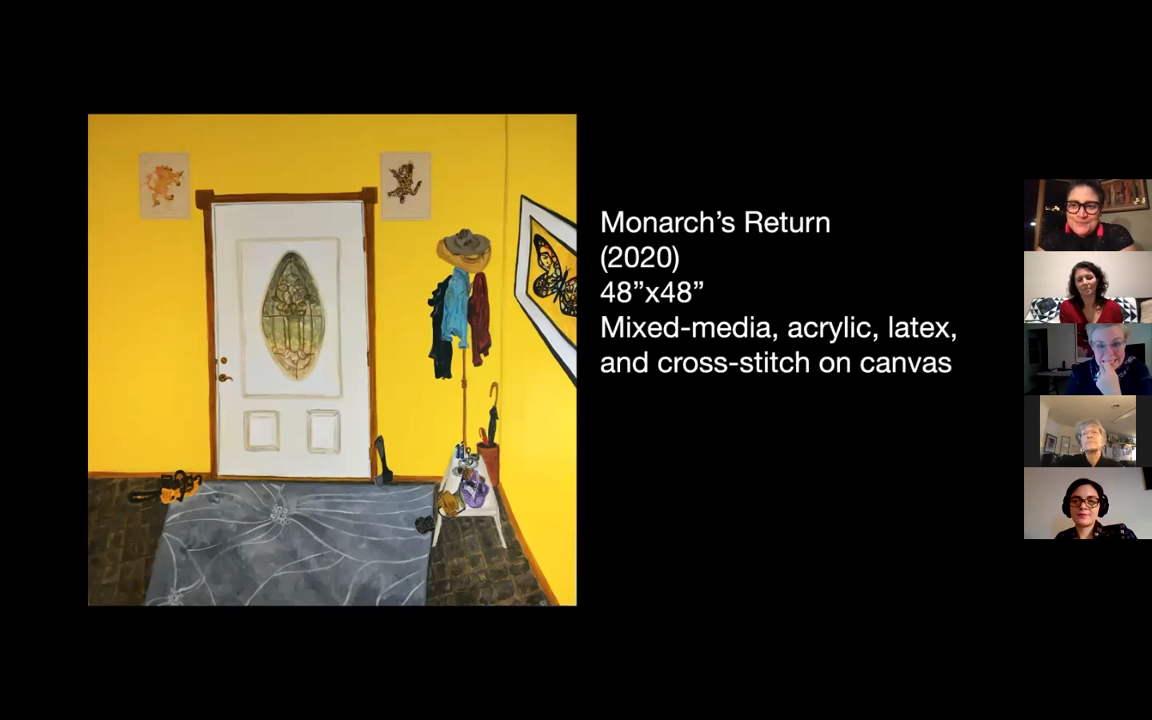 Monarch’s Return
(2020)
48”x48”
Mixed-media, acrylic, latex,
and cross-stitch on canvas